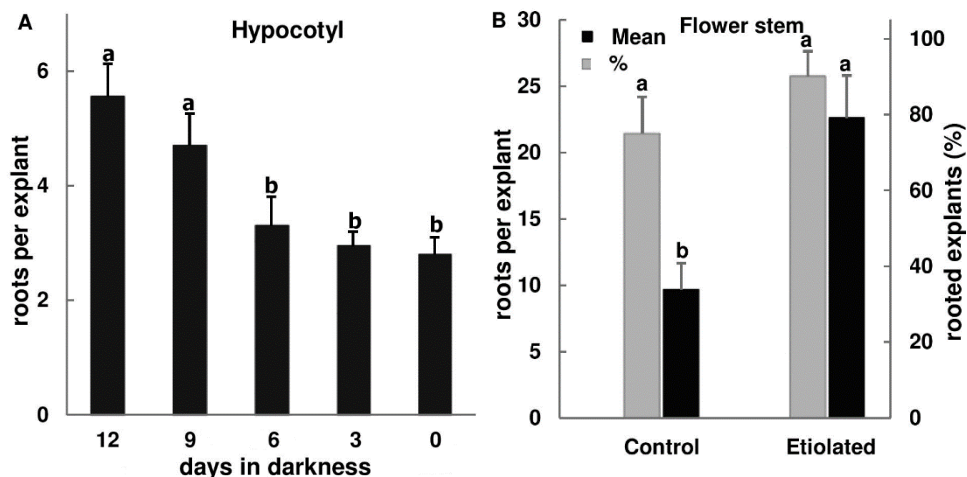 A
Hypocotyl
roots per explant
6
4
2
0
a
a
b
b
b
12 9 6 3 0
days in darkness
B
Flower stem
Mean
%
roots per explant
30
25
20
15
10
5
0
a
b
a
a
Control Etiolated
100
80
60
40
20
0
rooted explants (%)